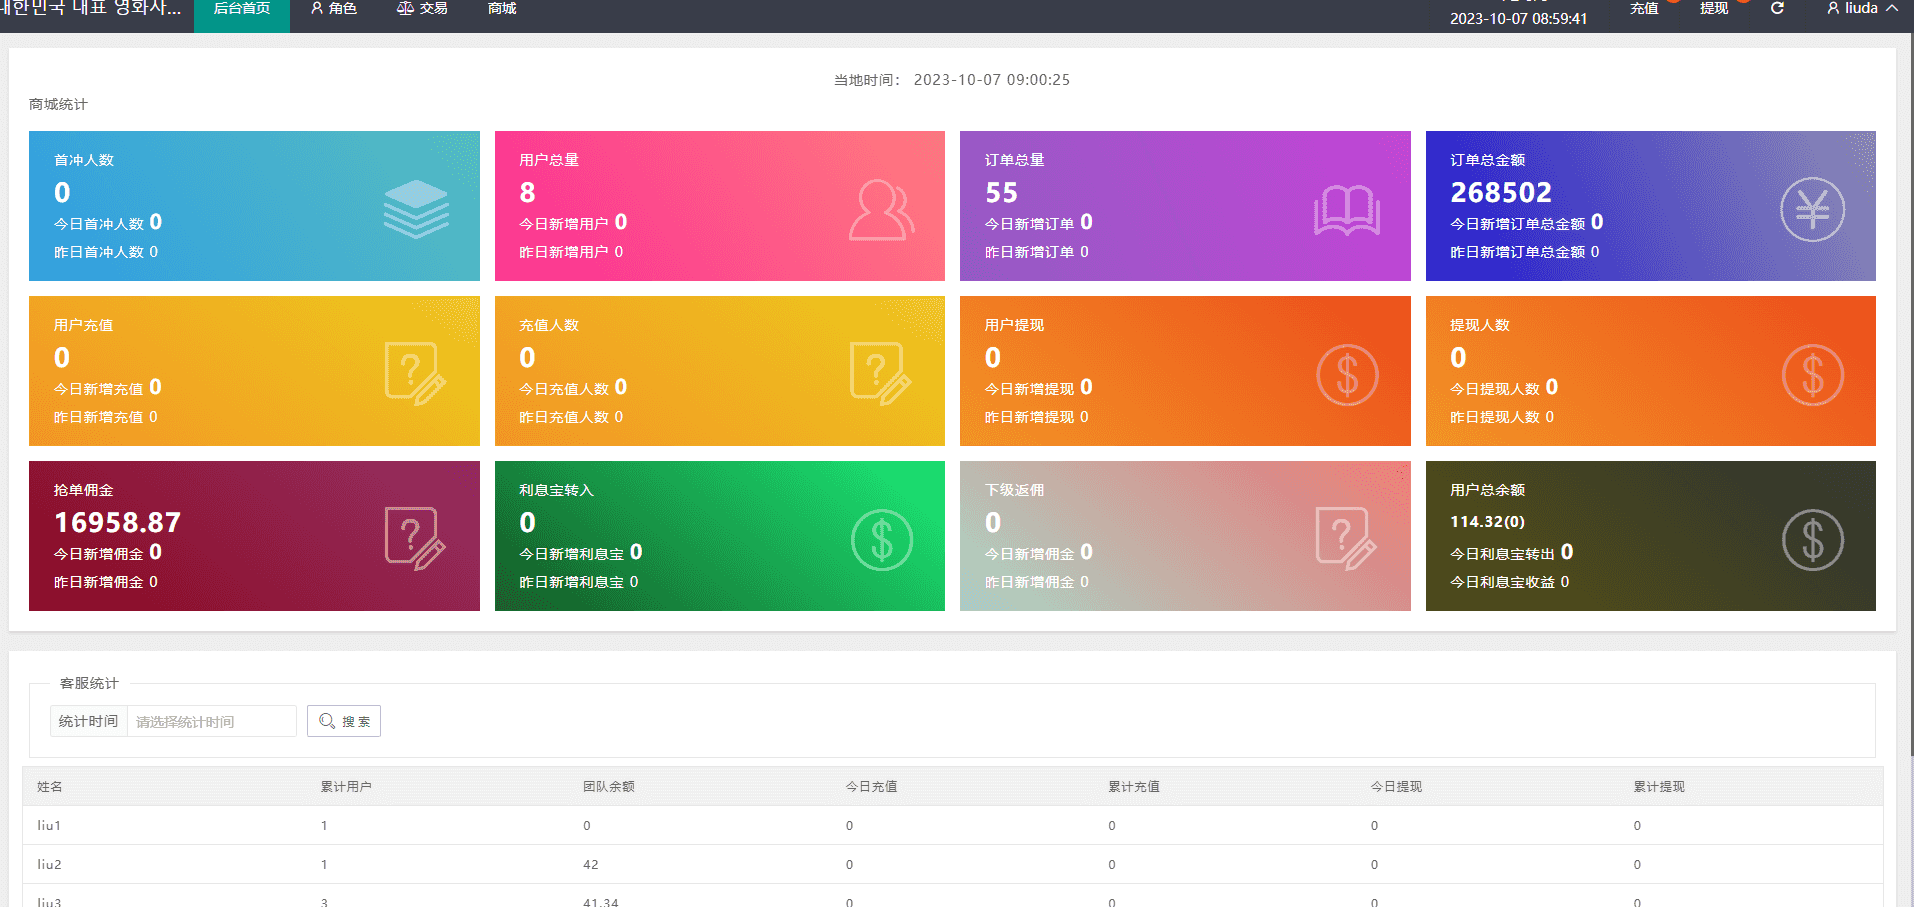 대한민국 대표 영화사...
后台首页
角色
交易
商城
2023-10-07 08:59:41
充值
提现
liuda
当地时间： 2023-10-07 09:00:25
商城统计
首冲人数
0
今日首冲人数 0
昨日首冲人数 0
用户总量
8
今日新增用户 0
昨日新增用户 0
订单总量
55
今日新增订单 0
昨日新增订单 0
订单总金额
268502
今日新增订单总金额 0
昨日新增订单总金额 0
用户充值
0
今日新增充值 0
昨日新增充值 0
充值人数
0
今日充值人数 0
昨日充值人数 0
用户提现
0
今日新增提现 0
昨日新增提现 0
提现人数
0
今日提现人数 0
昨日提现人数 0
抢单佣金
16958.87
今日新增佣金 0
昨日新增佣金 0
利息宝转入
0
今日新增利息宝 0
昨日新增利息宝 0
下级返佣
0
今日新增佣金 0
昨日新增佣金 0
用户总余额
114.32(0)
今日利息宝转出 0
今日利息宝收益 0
客服统计
统计时间 请选择统计时间 搜 索
姓名 累计用户 团队余额 今日充值 累计充值 今日提现 累计提现
liu1 1 0 0 0 0 0
liu2 1 42 0 0 0 0
liu3 3 41.34 0 0 0 0